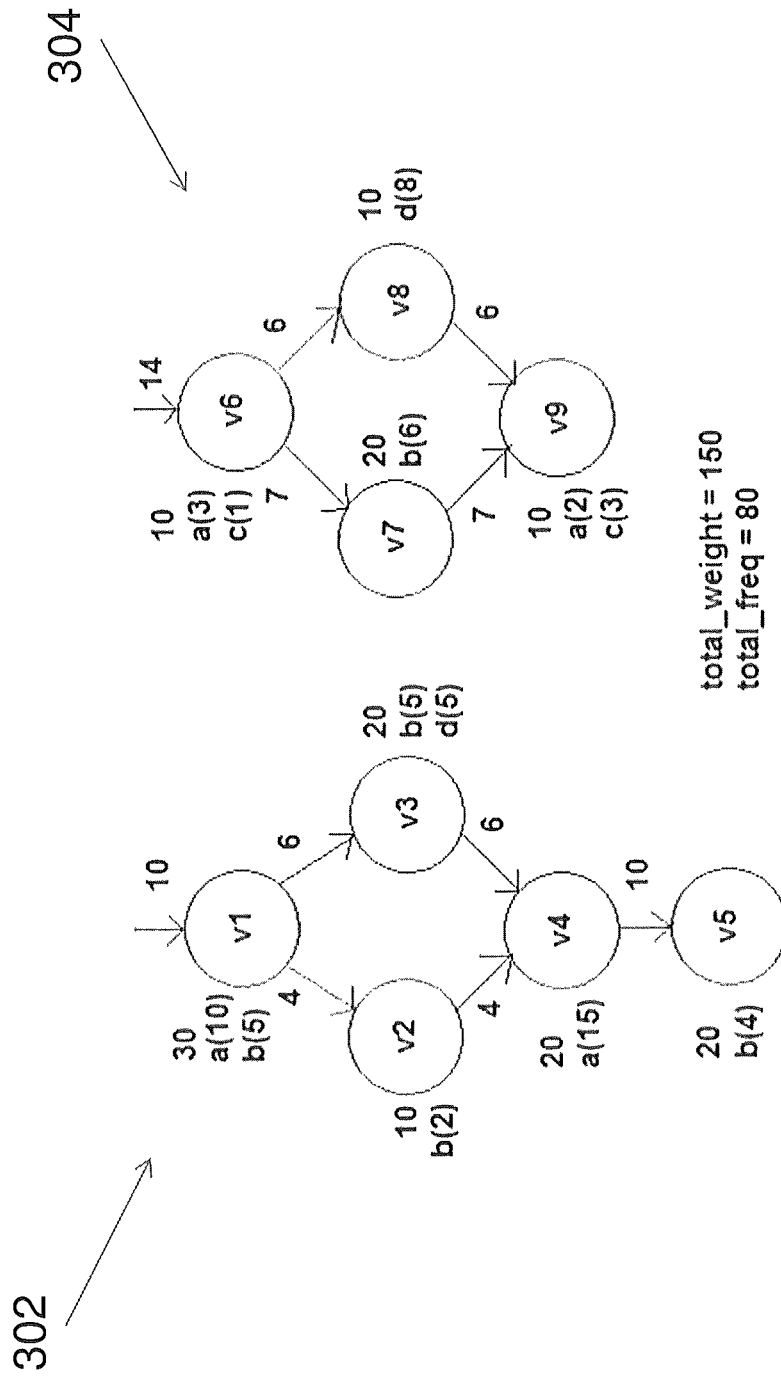 302
304
10
v1
30
a(10)
b(5)
4
6
v2
10
b(2)
v3
20
b(5)
d(5)
4
6
v4
20
a(15)
10
v5
20
b(4)
14
v6
10
a(3)
c(1)
7
6
v7
20
b(6)
v8
10
d(8)
7
6
v9
10
a(2)
c(3)
total_weight = 150
total_freq = 80